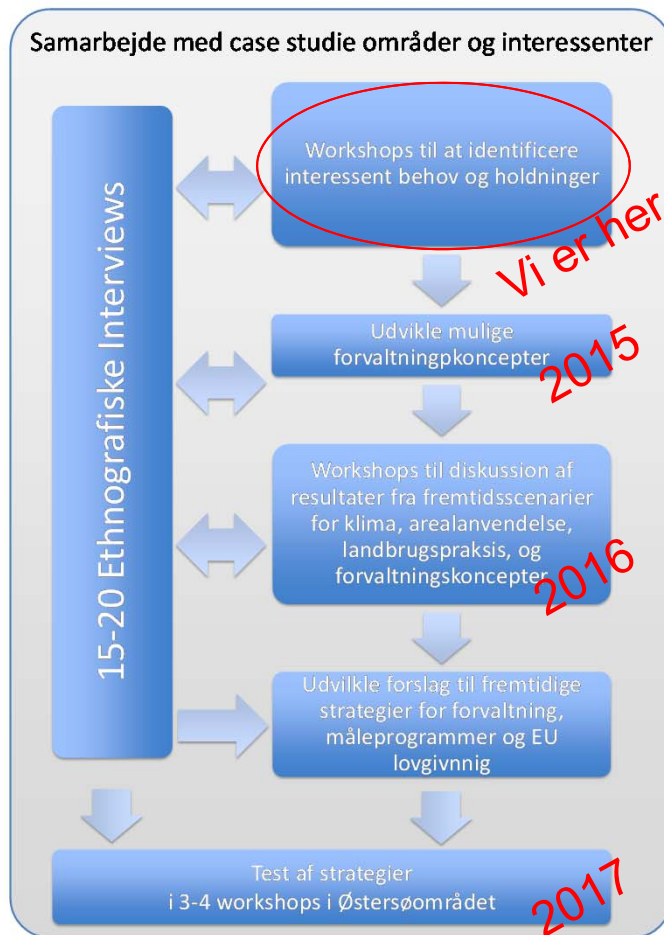 Samarbejde med case studie områder og interessenter
15-20 Ethnografiske Interviews
Workshops til at identificere
interessent behov og holdninger
Vi er her
Udvikle mulige
forvaltningpkoncepter
2015
Workshops til diskussion af
resultater fra fremtidsscenarier
for klima, arealanvendelse,
landbrugspraksis, og
forvaltningskoncepter
2016
Udvilkle forslag til fremtidige
strategier for forvaltning,
måleprogrammer og EU
lovgivnnig
Test af strategier
i 3-4 workshops i Østersøområdet
2017